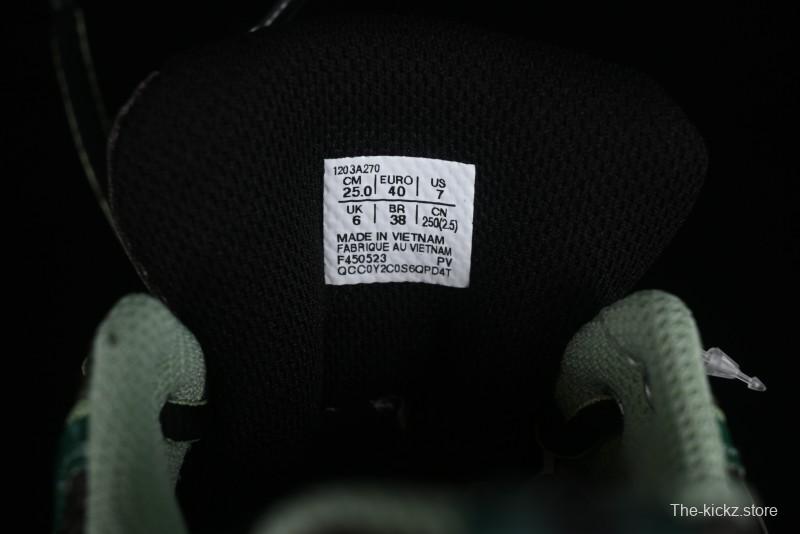 1203A270
CM | EURO | US
25.0 | 40 | 7
UK | BR | CN
6 | 38 | 250(2.5)
MADE IN VIETNAM
FABRIQUE AU VIETNAM
F450523 PV
QCC0Y2C0S6QPD4T
The-kickz.store